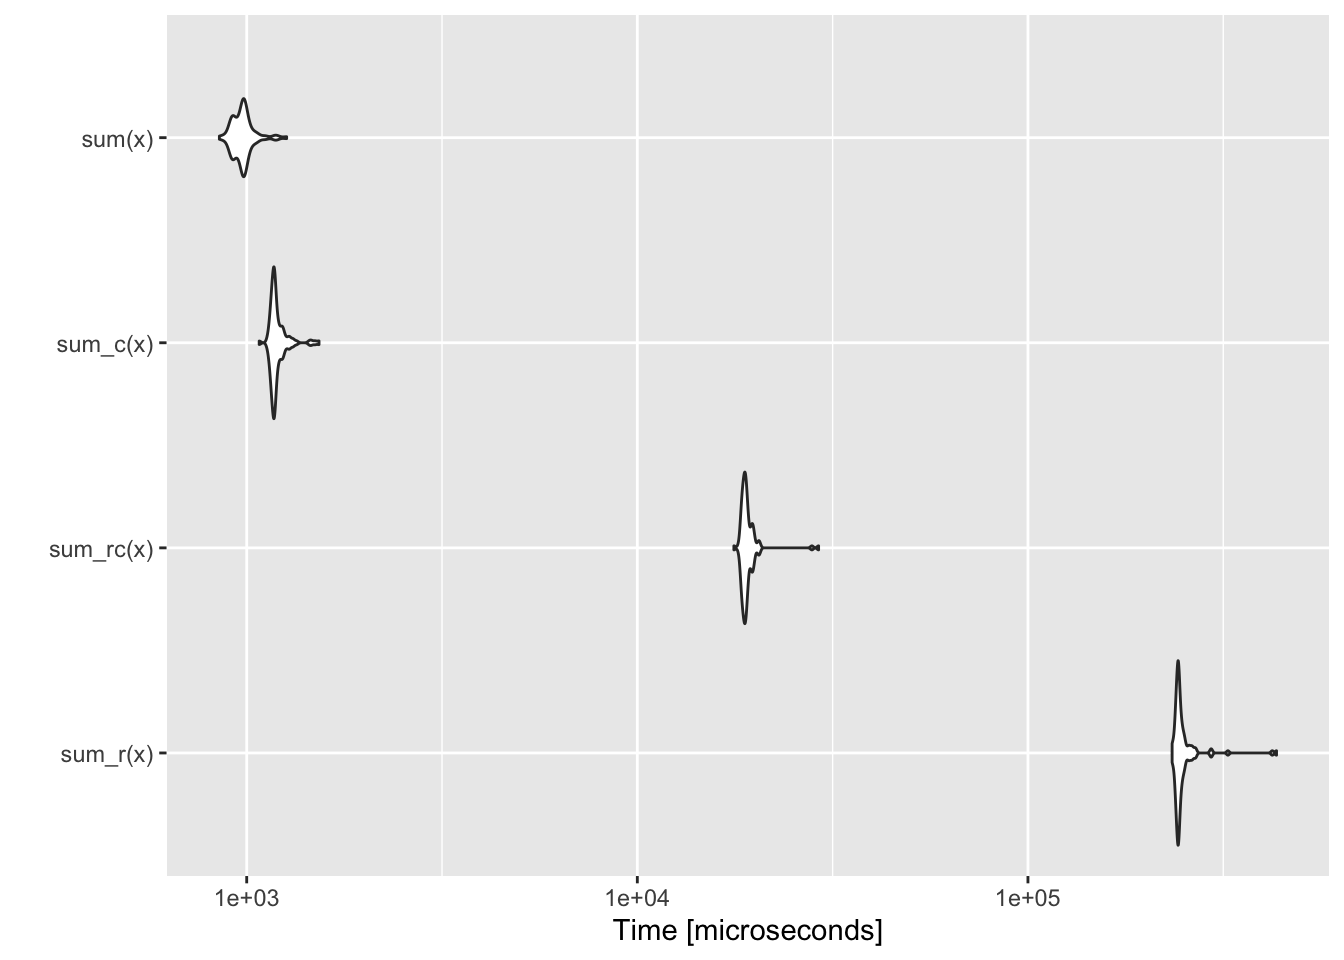 sum(x)
sum_c(x)
sum_rc(x)
sum_r(x)
1e+03 1e+04 1e+05
Time [microseconds]